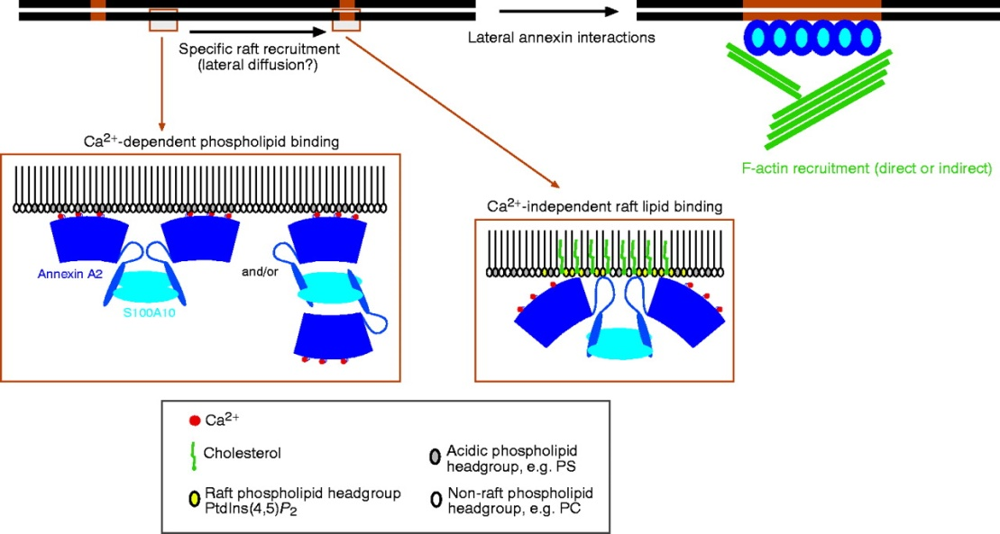 Specific raft recruitment
(lateral diffusion?)
Lateral annexin interactions
F-actin recruitment (direct or indirect)
Ca2+-dependent phospholipid binding
Annexin A2
and/or
S100A10
Ca2+-independent raft lipid binding
Ca2+
Cholesterol
Raft phospholipid headgroup
PtdIns(4,5)P2
Acidic phospholipid
headgroup, e.g. PS
Non-raft phospholipid
headgroup, e.g. PC